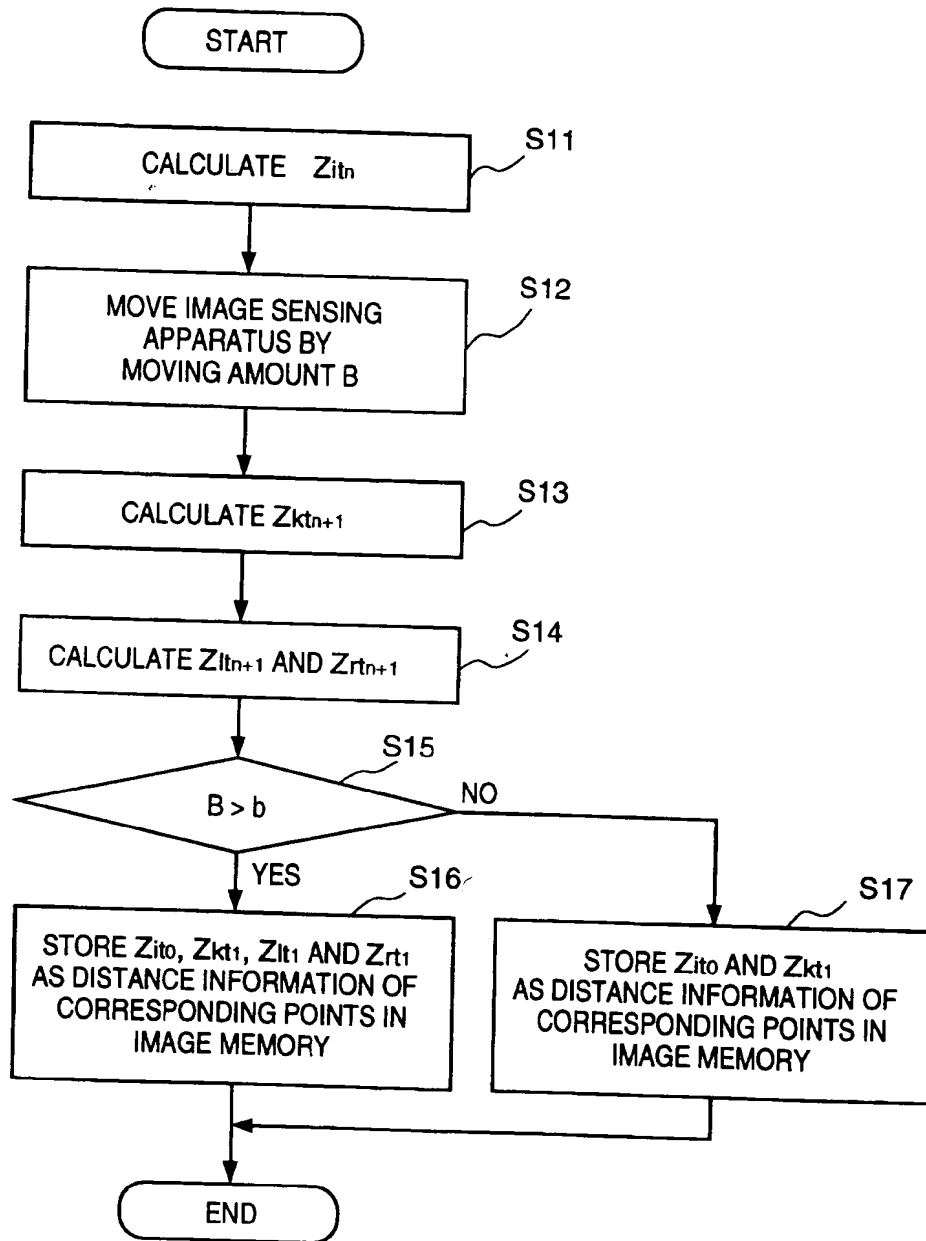 START
S11
CALCULATE Zitn
S12
MOVE IMAGE SENSING
APPARATUS BY
MOVING AMOUNT B
S13
CALCULATE Zktn+1
S14
CALCULATE Zltn+1 AND Zrtn+1
S15
B > b
NO
YES
S16
STORE Zit0, Zkt1, Zlt1 AND Zrt1
AS DISTANCE INFORMATION OF
CORRESPONDING POINTS IN
IMAGE MEMORY
S17
STORE Zit0 AND Zkt1
AS DISTANCE INFORMATION OF
CORRESPONDING POINTS IN
IMAGE MEMORY
END